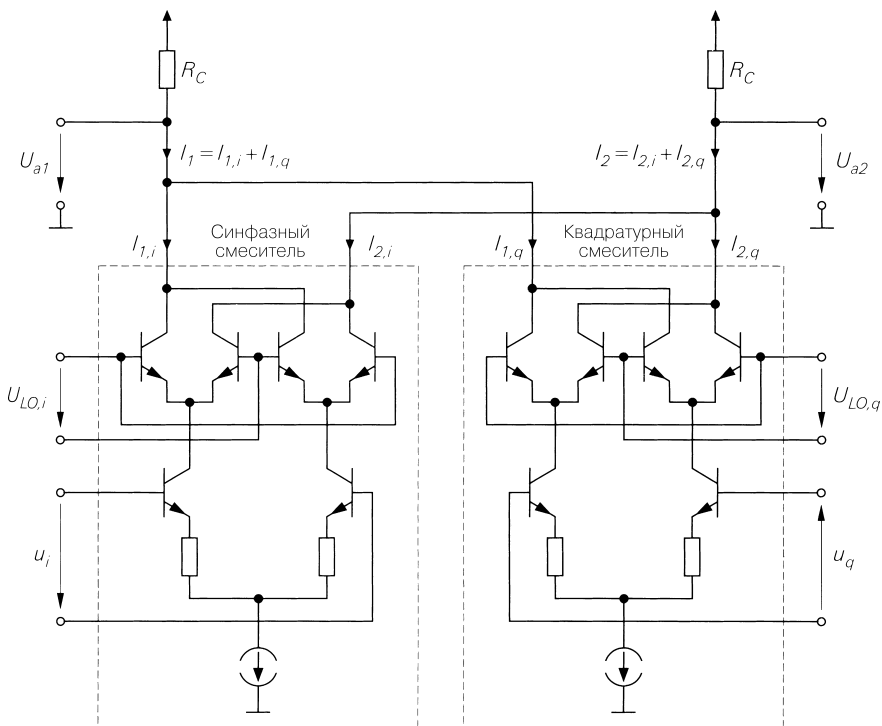 R_C
R_C
U_a1
I_1 = I_1,i + I_1,q
I_2 = I_2,i + I_2,q
U_a2
I_1,i
Синфазный
смеситель
I_2,i
I_1,q
Квадратурный
смеситель
I_2,q
U_LO,i
U_LO,q
u_i
u_q